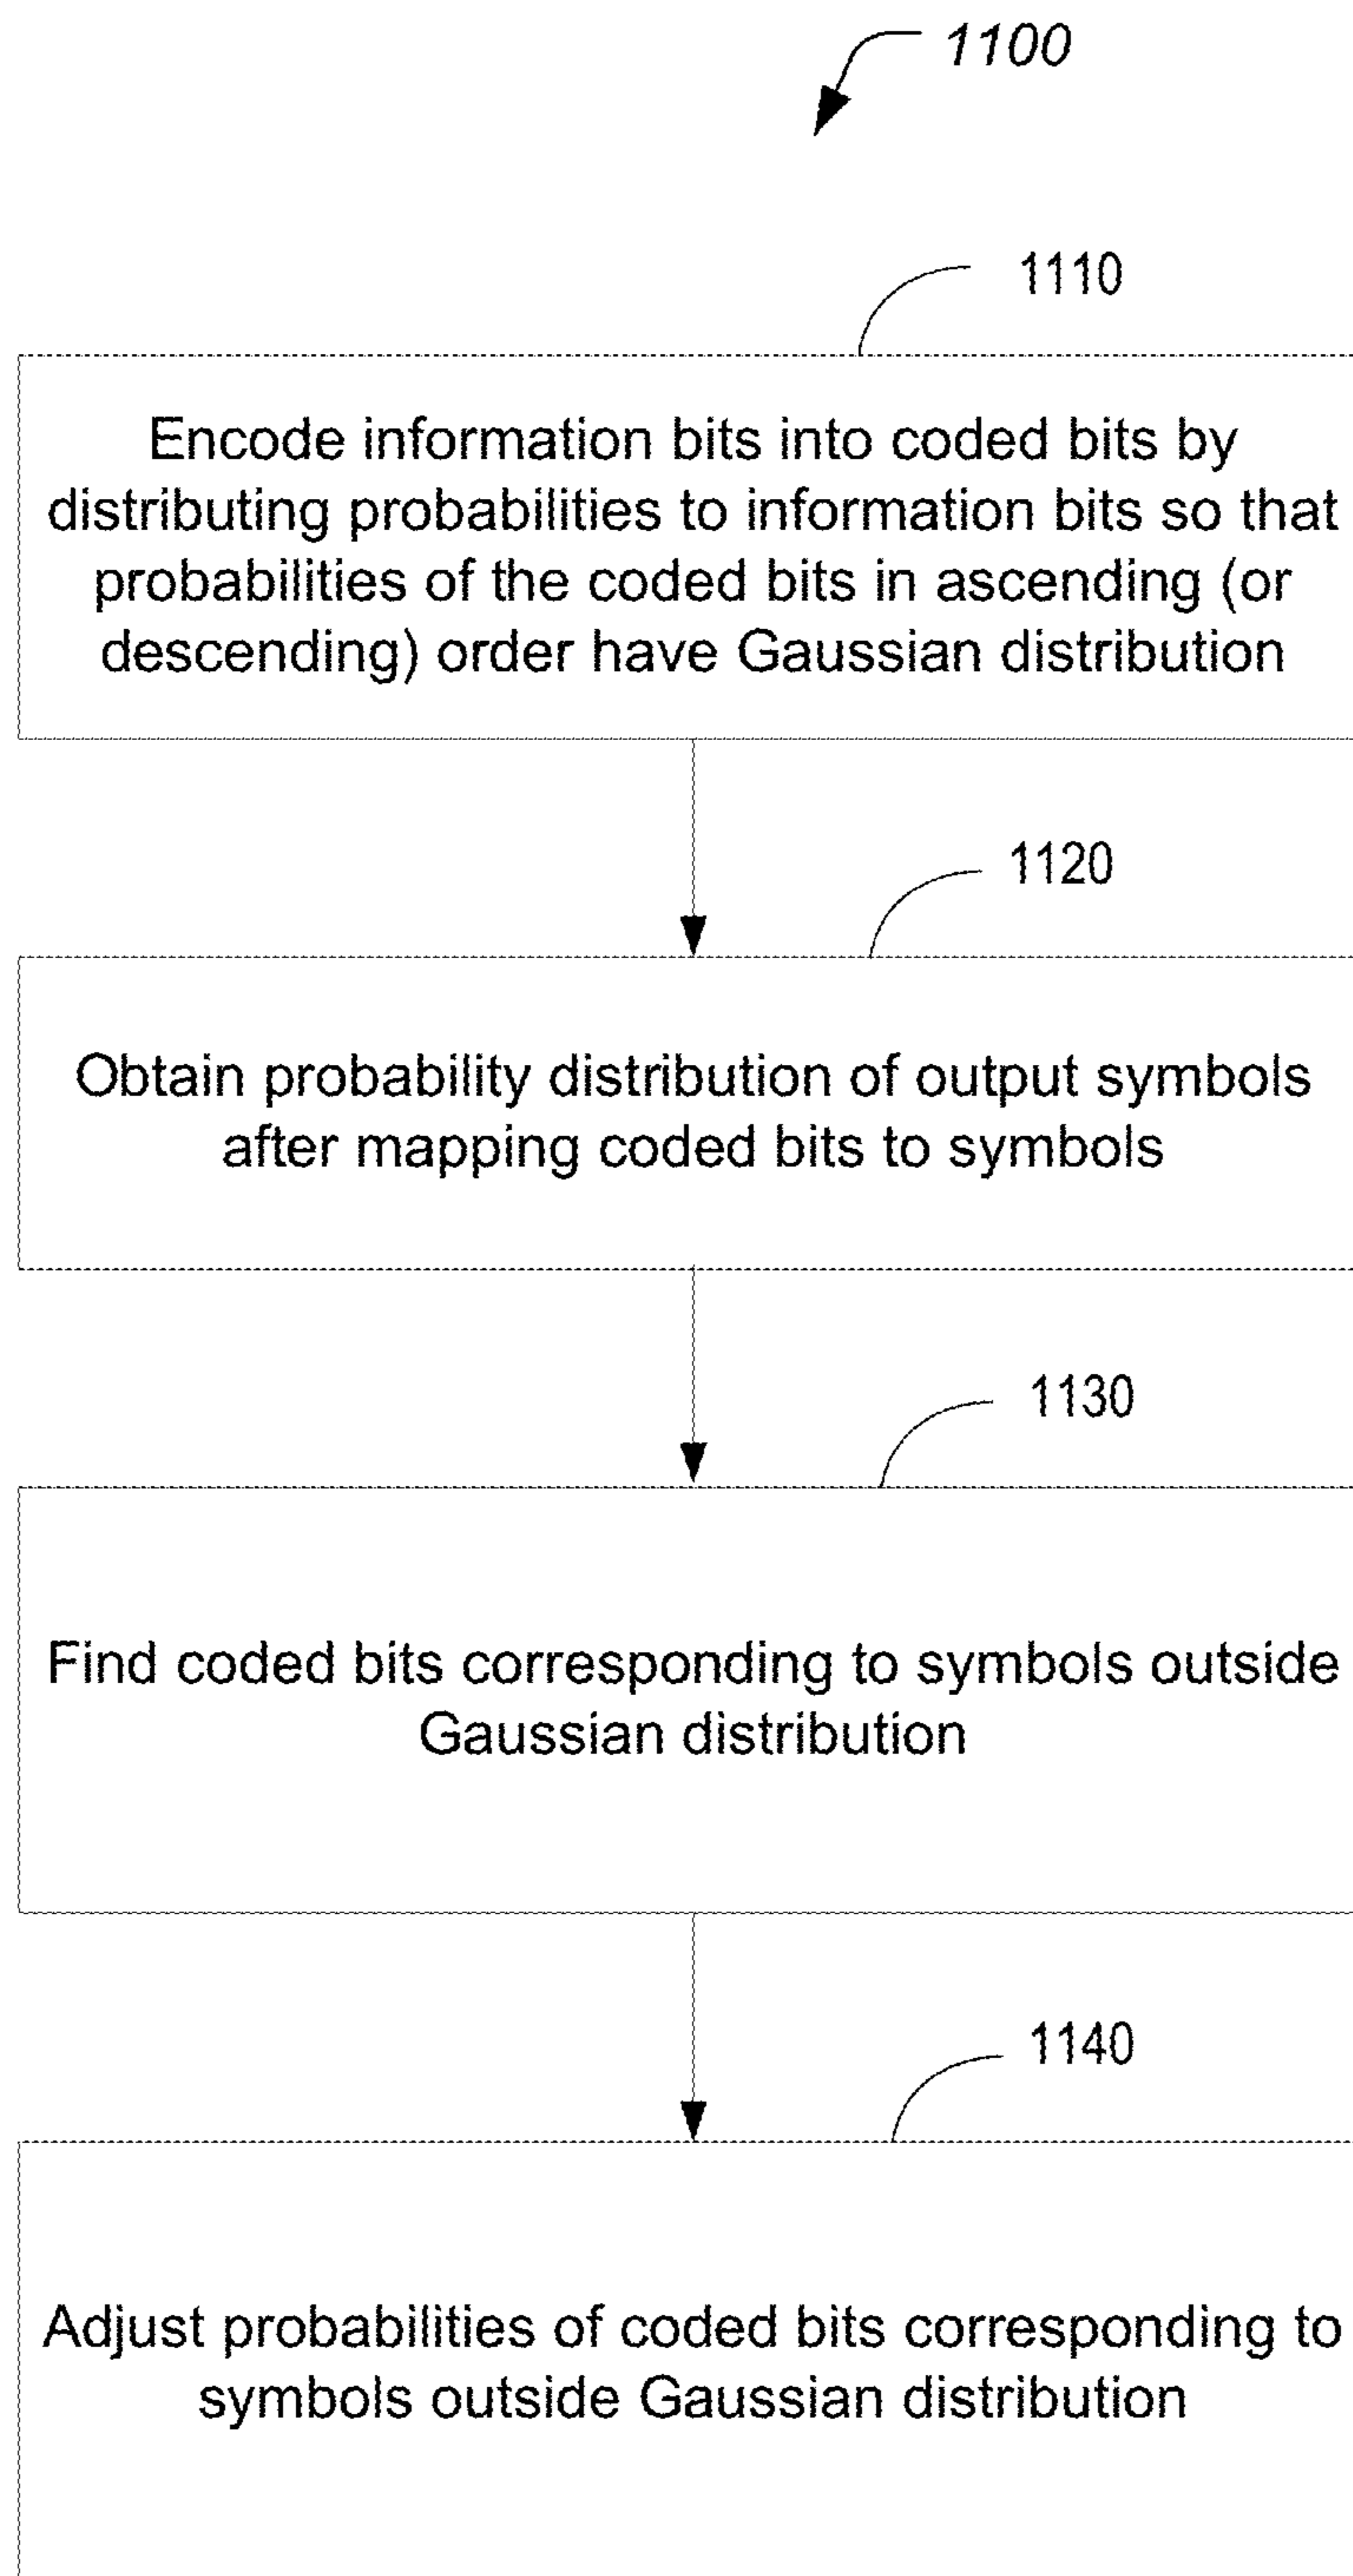 1100
1110
Encode information bits into coded bits by
distributing probabilities to information bits so that
probabilities of the coded bits in ascending (or
descending) order have Gaussian distribution
1120
Obtain probability distribution of output symbols
after mapping coded bits to symbols
1130
Find coded bits corresponding to symbols outside
Gaussian distribution
1140
Adjust probabilities of coded bits corresponding to
symbols outside Gaussian distribution